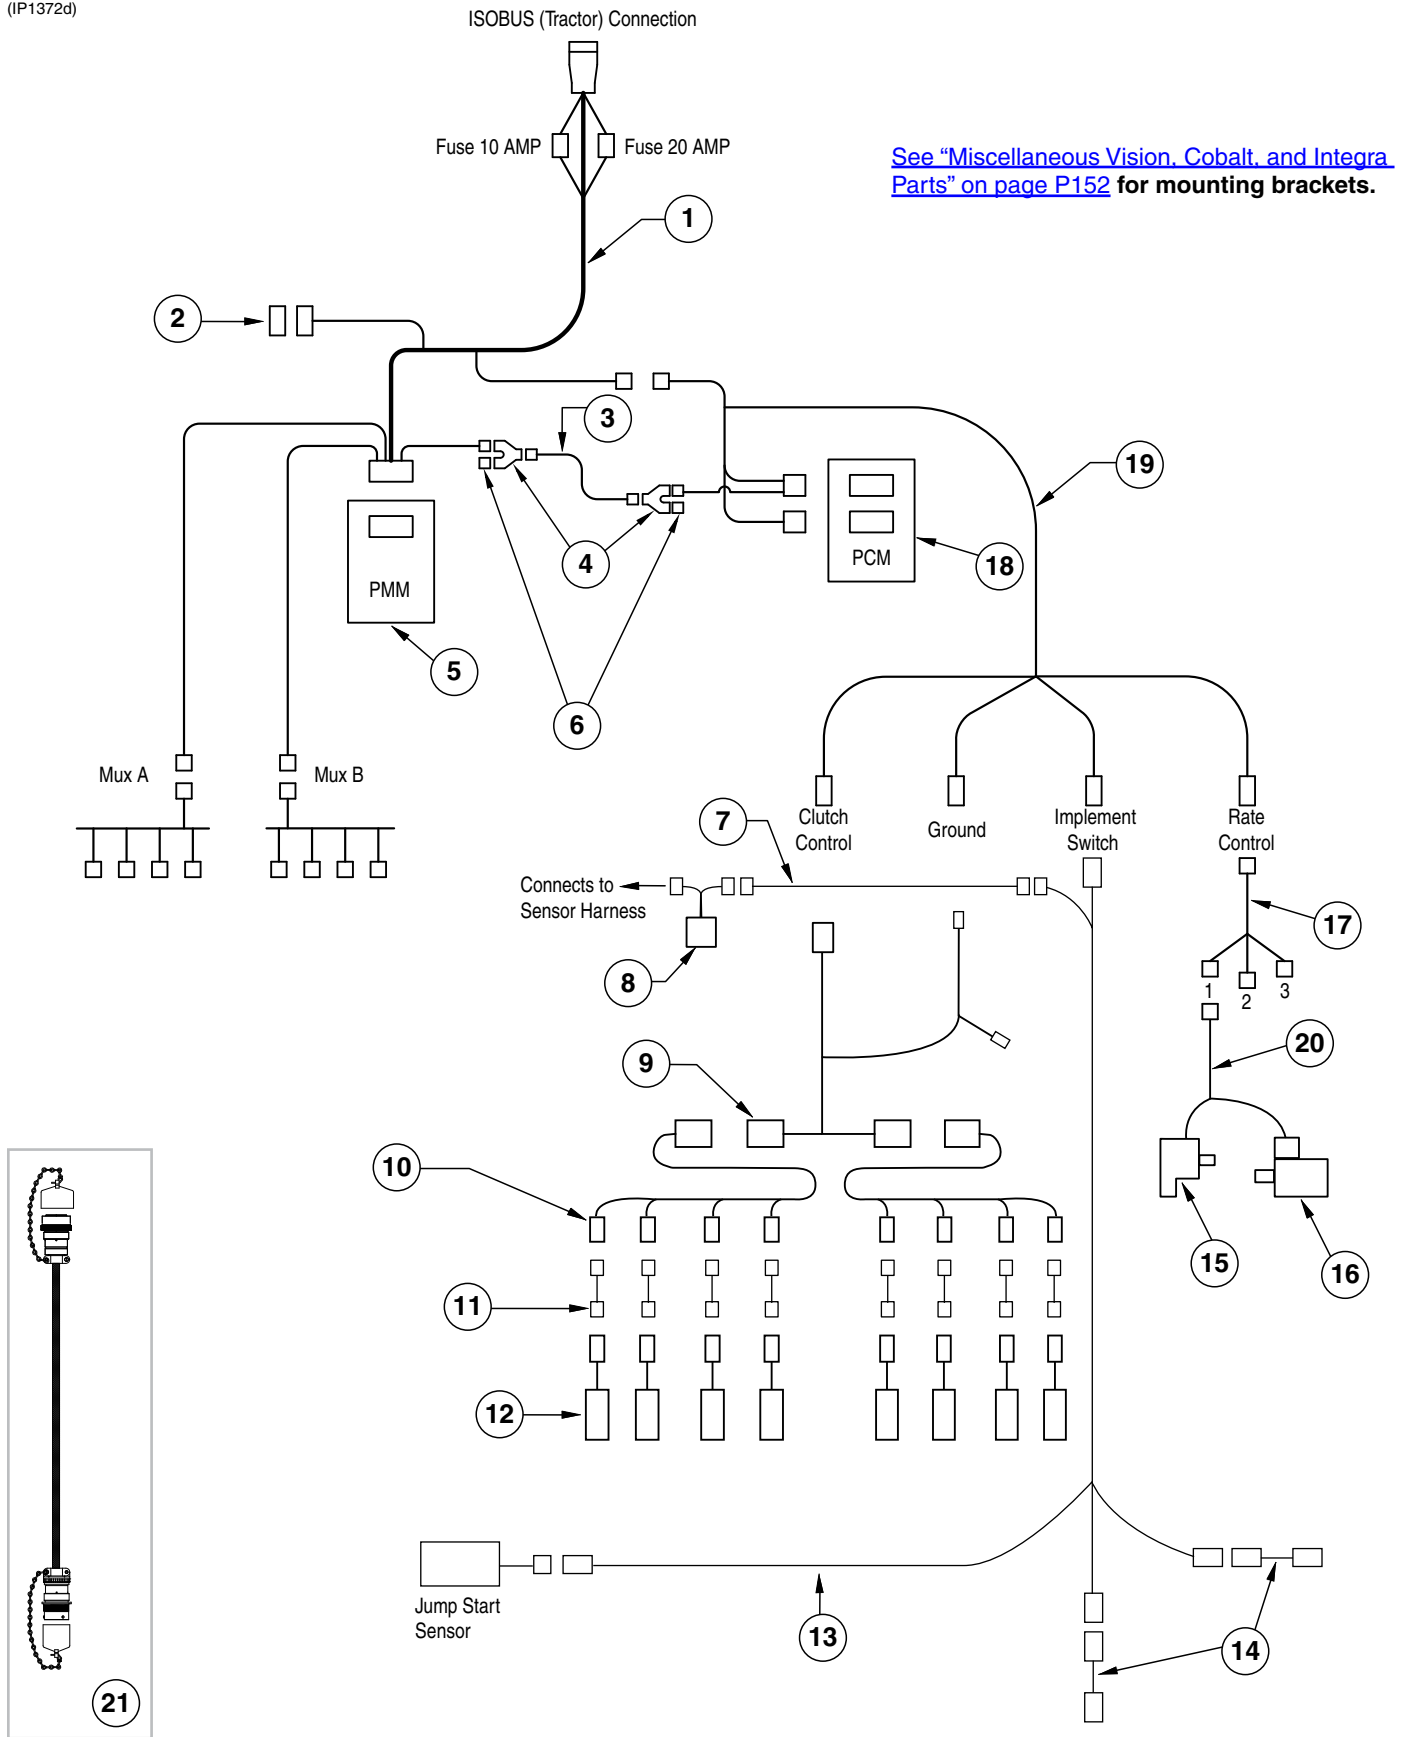 (IP1372d)
ISOBUS (Tractor) Connection
Fuse 10 AMP
Fuse 20 AMP
See “Miscellaneous Vision, Cobalt, and Integra
Parts” on page P152 for mounting brackets.
1
2
3
19
4
PCM
18
PMM
5
6
Mux A
Mux B
7
Clutch
Control
Ground
Implement
Switch
Rate
Control
Connects to
Sensor Harness
17
8
1
2
3
9
20
10
15
16
11
12
Jump Start
Sensor
13
14
21